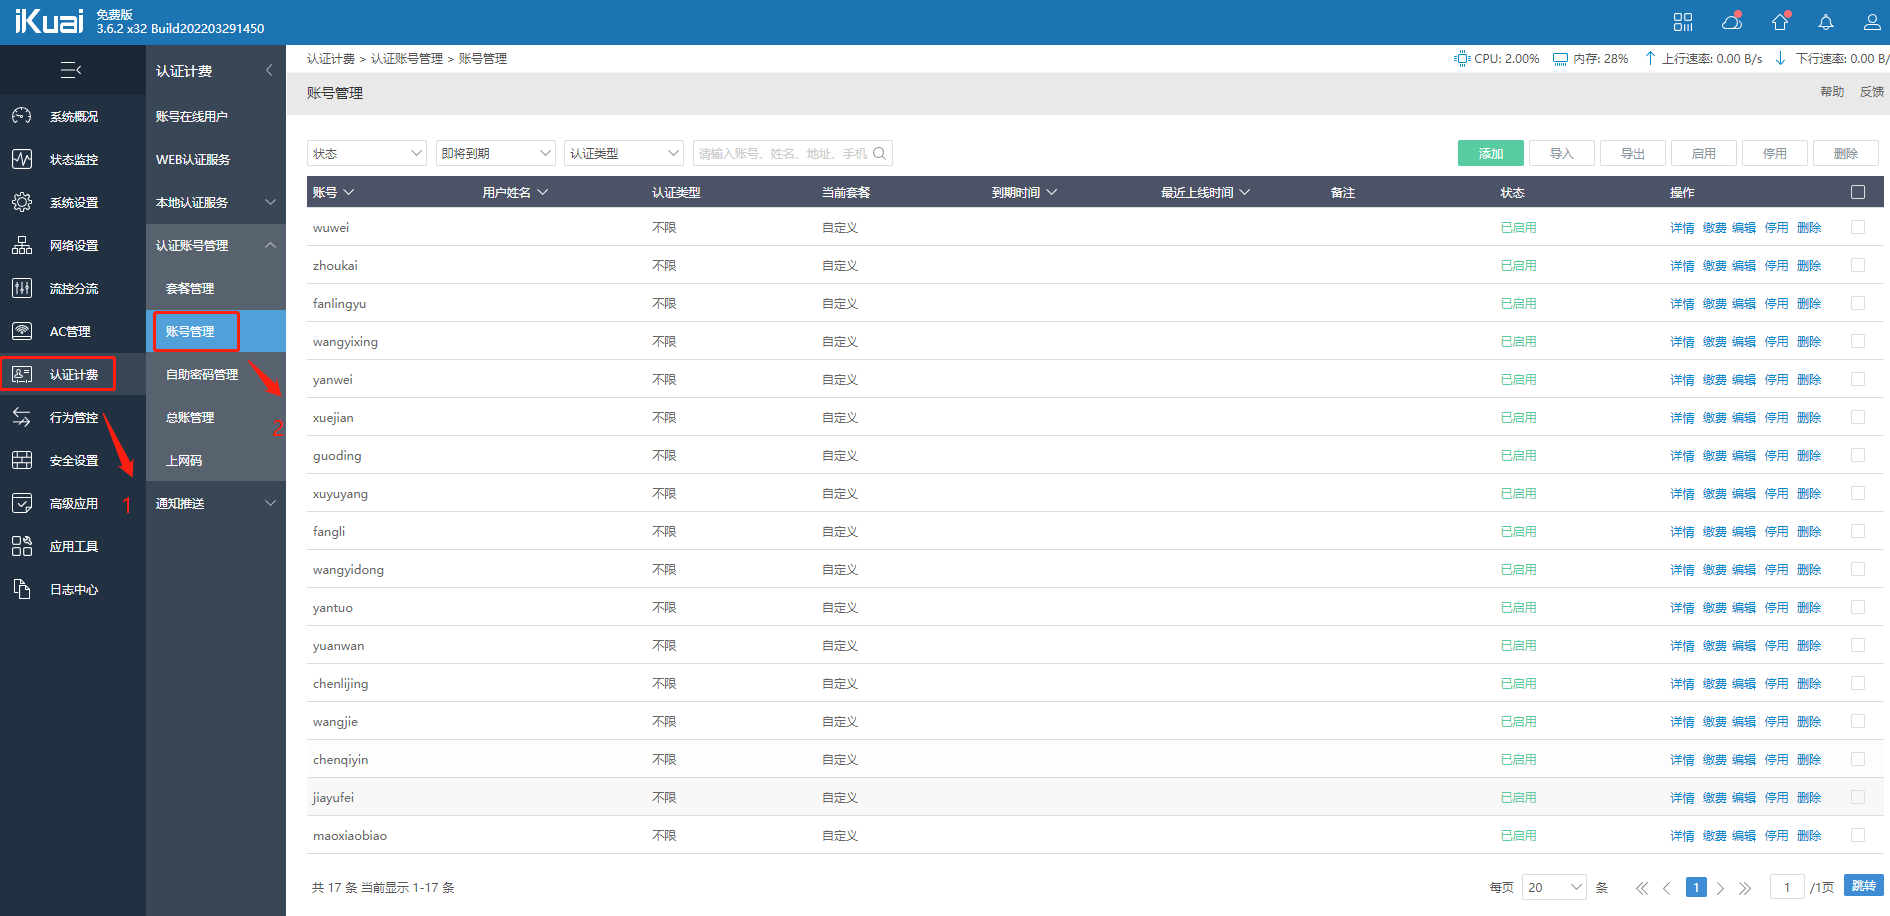 iKuai 免费版
3.6.2 x32 Build202203291450
认证计费
系统概况
状态监控
系统设置
网络设置
流控分流
AC管理
认证计费
行为管控
安全设置
高级应用
应用工具
日志中心
1
账号在线用户
WEB认证服务
本地认证服务
认证账号管理
套餐管理
账号管理
自助密码管理
总账管理
上网码
通知推送
2
认证计费 > 认证账号管理 > 账号管理
CPU: 2.00% 内存: 28% 上行速率: 0.00 B/s 下行速率: 0.00 B/
账号管理 帮助 反馈
状态 即将到期 认证类型 请输入账号、姓名、地址、手机 添加 导入 导出 启用 停用 删除
账号 用户姓名 认证类型 当前套餐 到期时间 最近上线时间 备注 状态 操作
wuwei 不限 自定义 已启用 详情 缴费 编辑 停用 删除
zhoukai 不限 自定义 已启用 详情 缴费 编辑 停用 删除
fanlingyu 不限 自定义 已启用 详情 缴费 编辑 停用 删除
wangyixing 不限 自定义 已启用 详情 缴费 编辑 停用 删除
yanwei 不限 自定义 已启用 详情 缴费 编辑 停用 删除
xuejian 不限 自定义 已启用 详情 缴费 编辑 停用 删除
guoding 不限 自定义 已启用 详情 缴费 编辑 停用 删除
xuyuyang 不限 自定义 已启用 详情 缴费 编辑 停用 删除
fangli 不限 自定义 已启用 详情 缴费 编辑 停用 删除
wangyidong 不限 自定义 已启用 详情 缴费 编辑 停用 删除
yantuo 不限 自定义 已启用 详情 缴费 编辑 停用 删除
yuanwan 不限 自定义 已启用 详情 缴费 编辑 停用 删除
chenlijing 不限 自定义 已启用 详情 缴费 编辑 停用 删除
wangjie 不限 自定义 已启用 详情 缴费 编辑 停用 删除
chenqiyin 不限 自定义 已启用 详情 缴费 编辑 停用 删除
jiayufei 不限 自定义 已启用 详情 缴费 编辑 停用 删除
maoxiaobiao 不限 自定义 已启用 详情 缴费 编辑 停用 删除
共 17 条 当前显示 1-17 条 每页 20 条 1 1 /1页 跳转